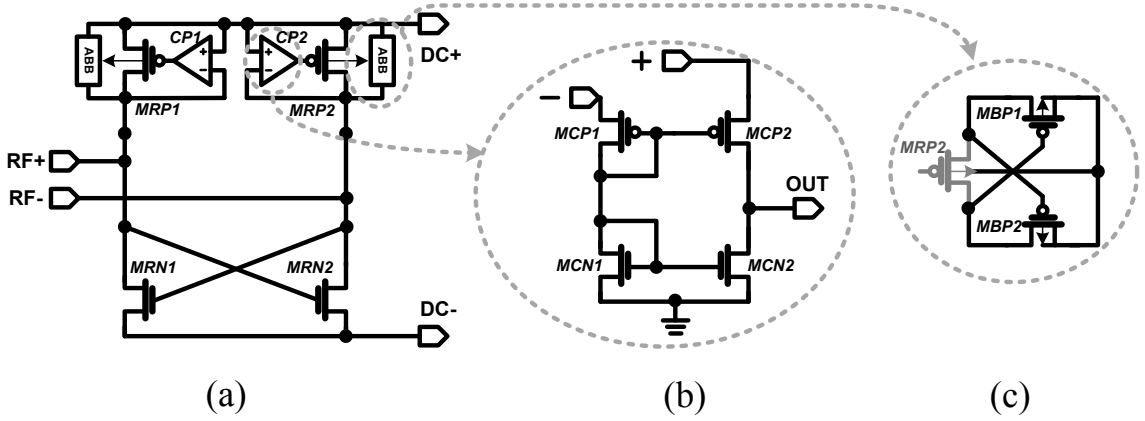 ABB
CP1
+
-
CP2
+
-
ABB
DC+
MRP1
MRP2
RF+
RF-
MRN1
MRN2
DC-
(a)
+
−
MCP1
MCP2
OUT
MCN1
MCN2
(b)
MBP1
MRP2
MBP2
(c)